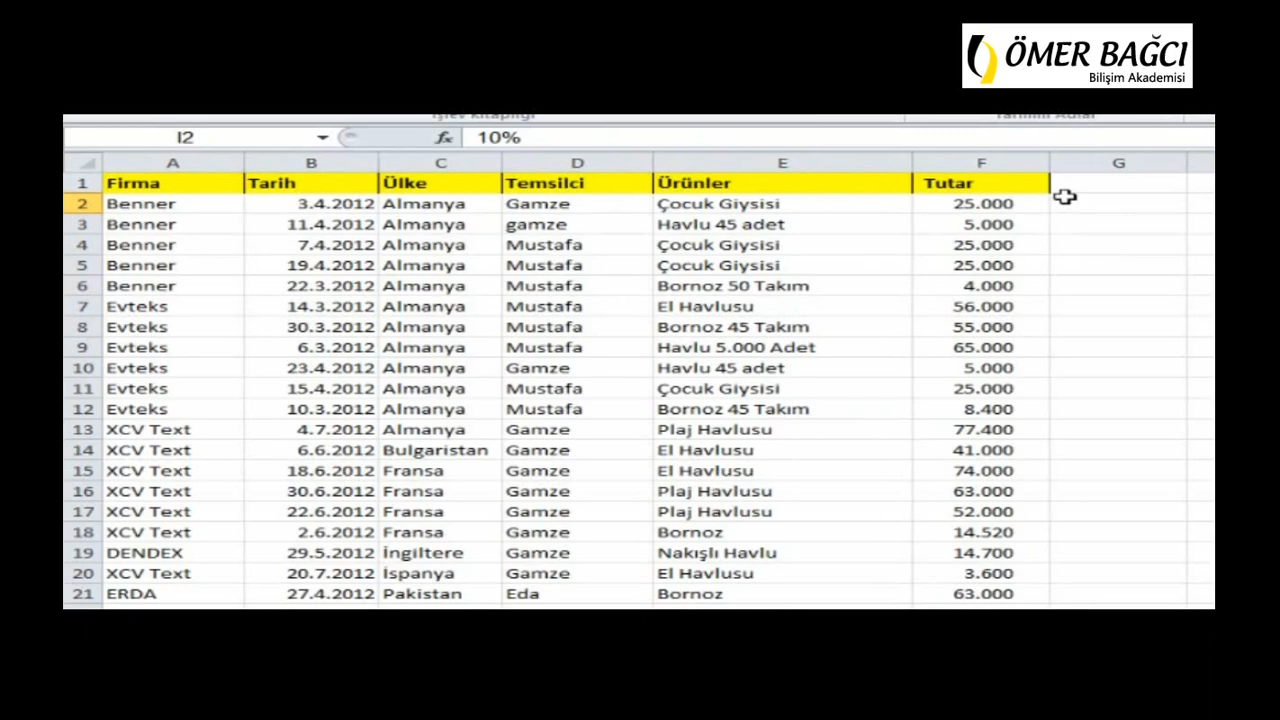 ÖMER BAĞCI
Bilişim Akademisi
I2 fx 10%
A B C D E F G
1 Firma Tarih Ülke Temsilci Ürünler Tutar
2 Benner 3.4.2012 Almanya Gamze Çocuk Giysisi 25.000
3 Benner 11.4.2012 Almanya gamze Havlu 45 adet 5.000
4 Benner 7.4.2012 Almanya Mustafa Çocuk Giysisi 25.000
5 Benner 19.4.2012 Almanya Mustafa Çocuk Giysisi 25.000
6 Benner 22.3.2012 Almanya Mustafa Bornoz 50 Takım 4.000
7 Evteks 14.3.2012 Almanya Mustafa El Havlusu 56.000
8 Evteks 30.3.2012 Almanya Mustafa Bornoz 45 Takım 55.000
9 Evteks 6.3.2012 Almanya Mustafa Havlu 5.000 Adet 65.000
10 Evteks 23.4.2012 Almanya Gamze Havlu 45 adet 5.000
11 Evteks 15.4.2012 Almanya Mustafa Çocuk Giysisi 25.000
12 Evteks 10.3.2012 Almanya Mustafa Bornoz 45 Takım 8.400
13 XCV Text 4.7.2012 Almanya Gamze Plaj Havlusu 77.400
14 XCV Text 6.6.2012 Bulgaristan Gamze El Havlusu 41.000
15 XCV Text 18.6.2012 Fransa Gamze El Havlusu 74.000
16 XCV Text 30.6.2012 Fransa Gamze Plaj Havlusu 63.000
17 XCV Text 22.6.2012 Fransa Gamze Plaj Havlusu 52.000
18 XCV Text 2.6.2012 Fransa Gamze Bornoz 14.520
19 DENDEX 29.5.2012 İngiltere Gamze Nakışlı Havlu 14.700
20 XCV Text 20.7.2012 İspanya Gamze El Havlusu 3.600
21 ERDA 27.4.2012 Pakistan Eda Bornoz 63.000